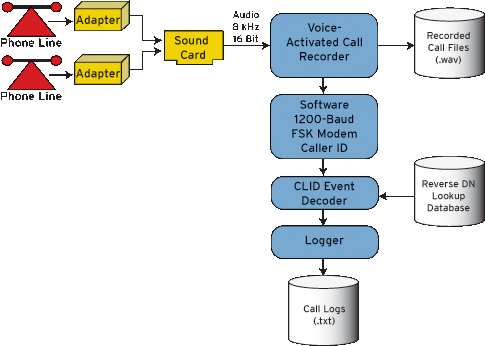 Phone Line
Adapter
Phone Line
Adapter
Sound
Card
Audio
8 kHz
16 Bit
Voice-
Activated Call
Recorder
Recorded
Call Files
(.wav)
Software
1200-Baud
FSK Modem
Caller ID
CLID Event
Decoder
Reverse DN
Lookup
Database
Logger
Call Logs
(.txt)